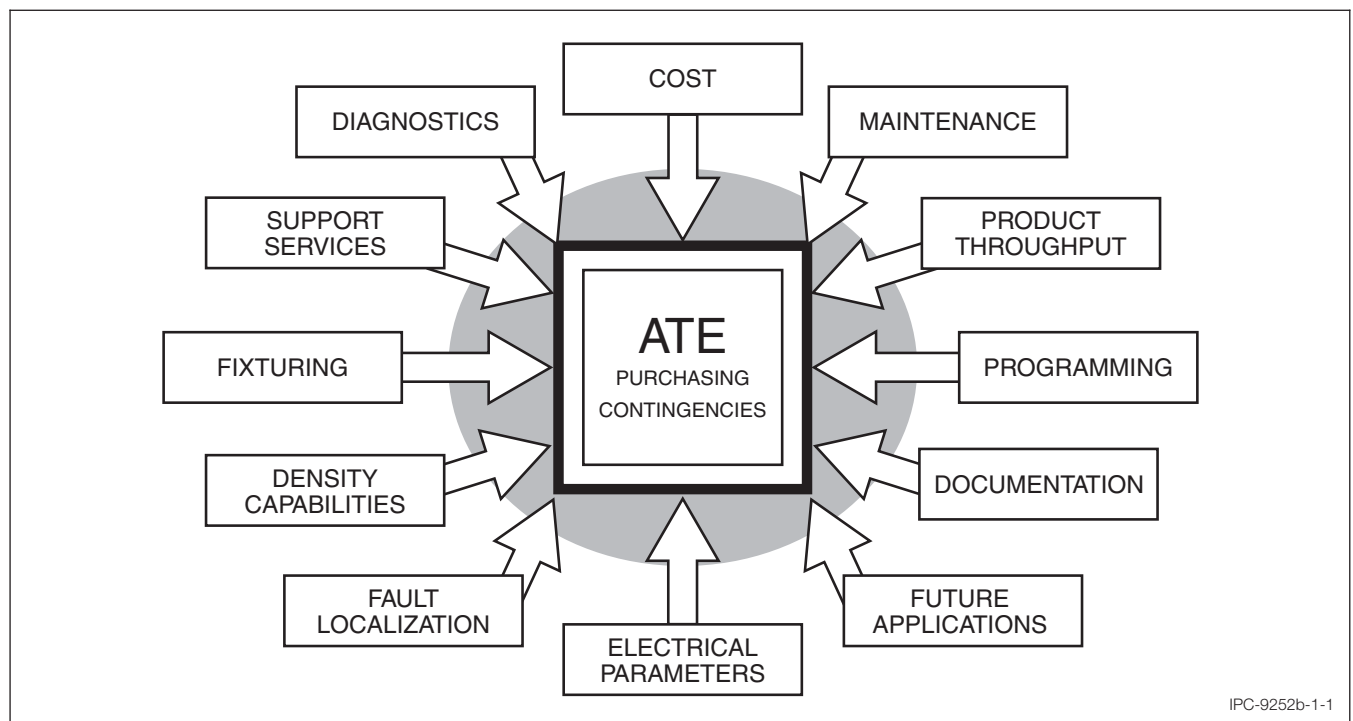 COST
DIAGNOSTICS
MAINTENANCE
SUPPORT
SERVICES
PRODUCT
THROUGHPUT
ATE
PURCHASING
CONTINGENCIES
FIXTURING
PROGRAMMING
DENSITY
CAPABILITIES
DOCUMENTATION
FAULT
LOCALIZATION
ELECTRICAL
PARAMETERS
FUTURE
APPLICATIONS
IPC-9252b-1-1